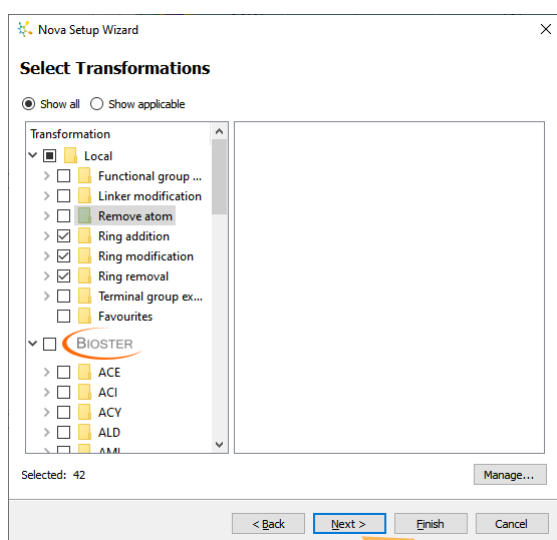 Nova Setup Wizard
Select Transformations
Show all Show applicable
Transformation
Local
Functional group ...
Linker modification
Remove atom
Ring addition
Ring modification
Ring removal
Terminal group ex...
Favourites
BIOSTER
ACE
ACI
ACY
ALD
AMI
Selected: 42
Manage...
< Back Next > Finish Cancel